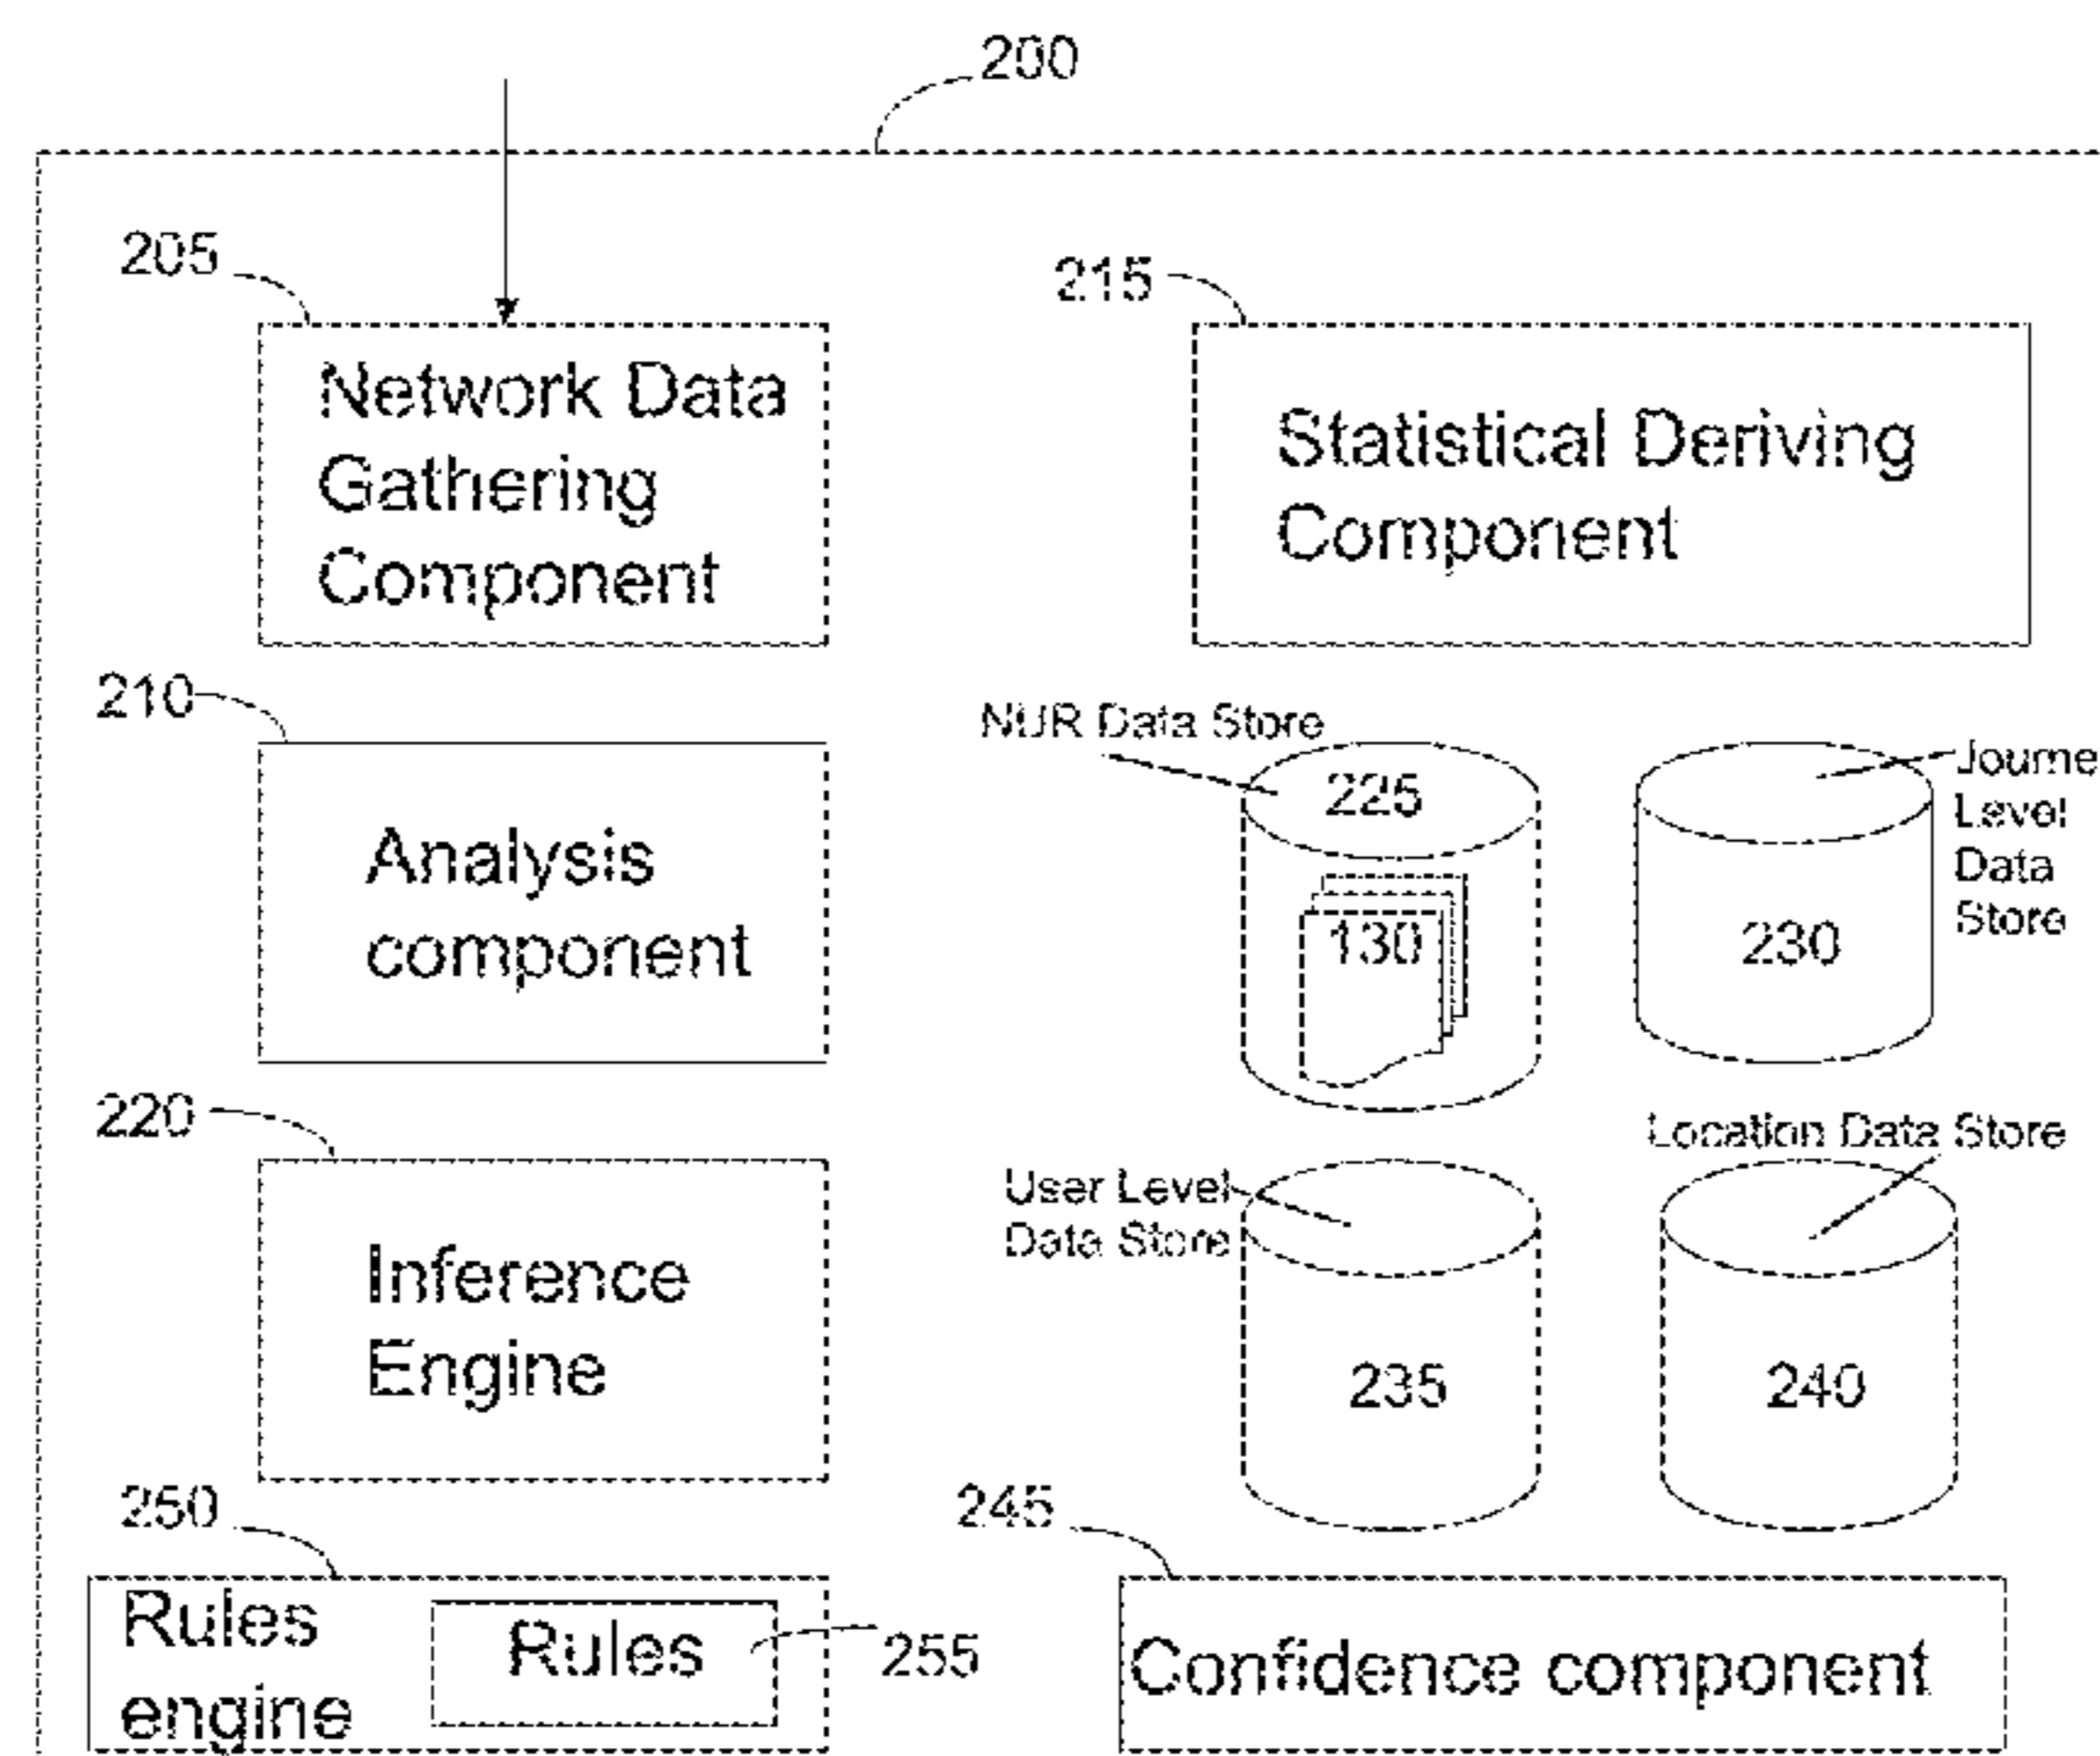 200
205
Network Data
Gathering
Component
215
Statistical Deriving
Component
210
Analysis
component
NUR Data Store
225
130
Journe
Level
Data
Store
230
220
Inference
Engine
User Level
Data Store
235
Location Data Store
240
250
Rules
engine
Rules
255
245
Confidence component